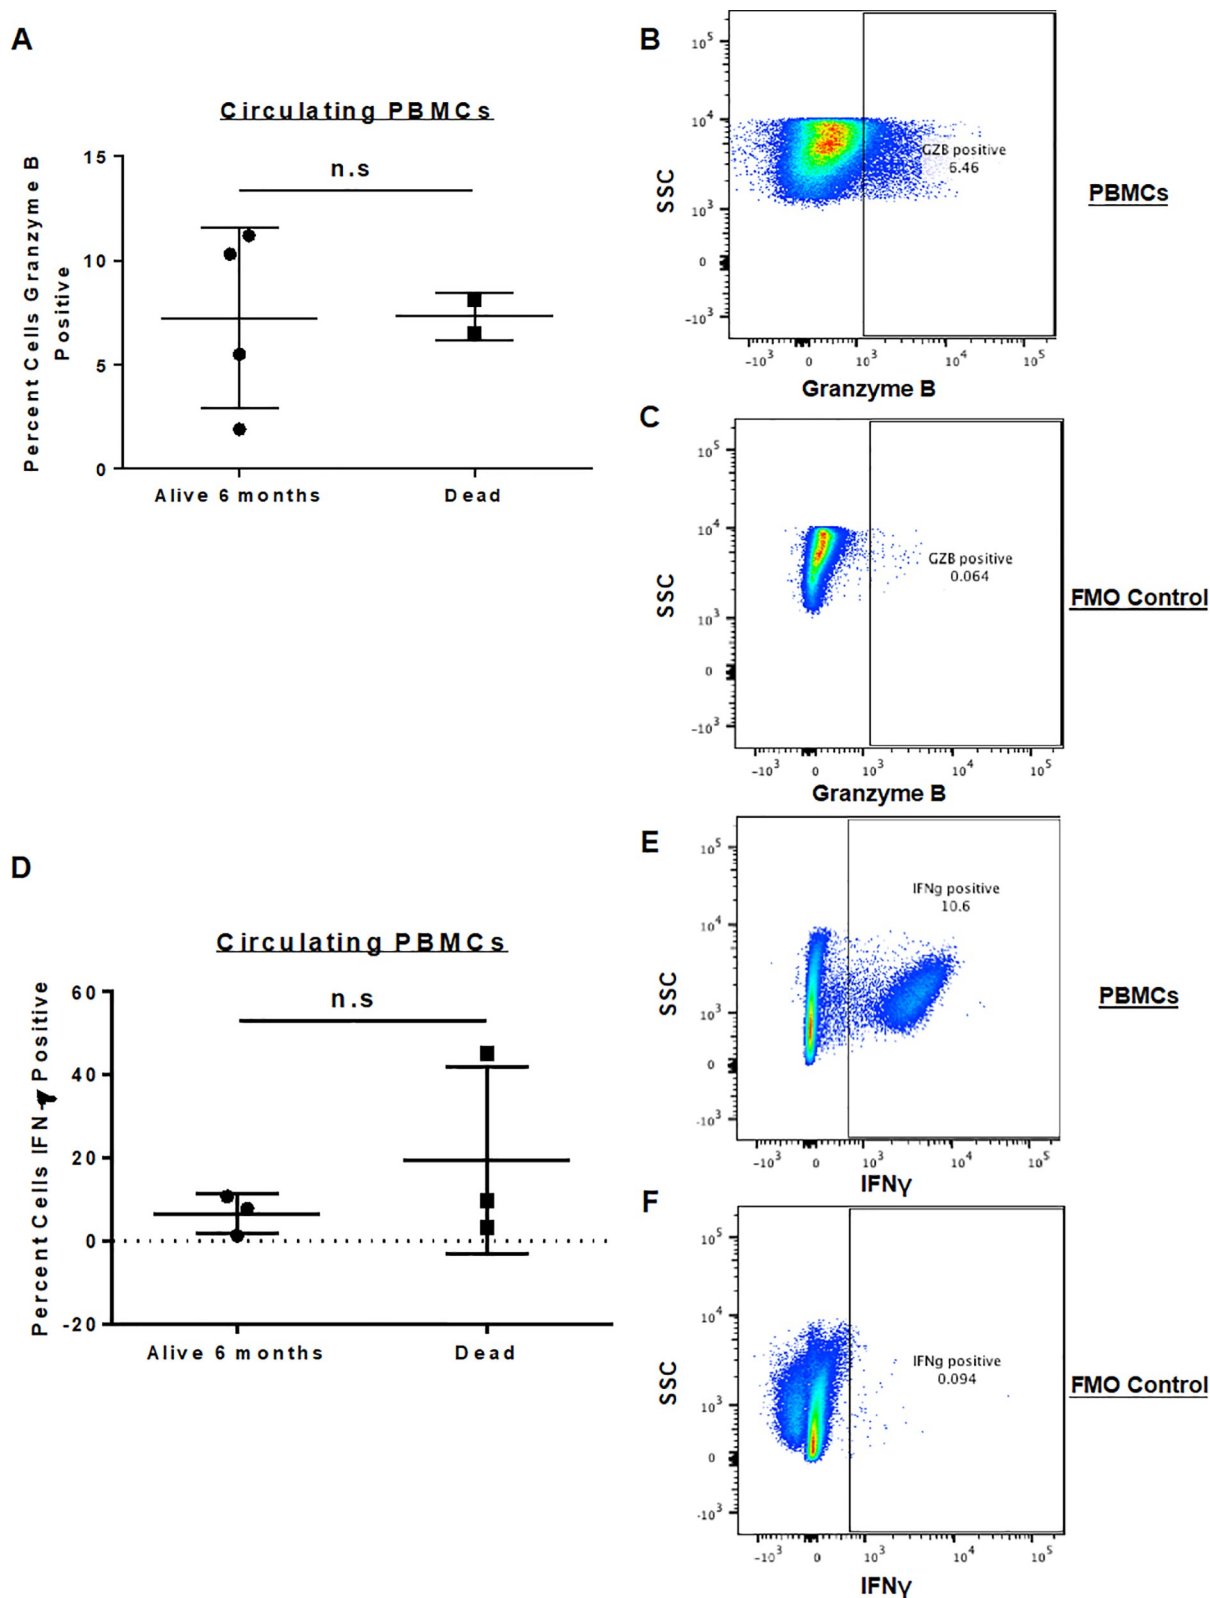 A
Circulating PBMCs
Percent Cells Granzyme B
Positive
15
10
5
0
n.s
Alive 6 months
Dead
B
SSC
10^5
10^4
10^3
0
-10^3
GZB positive
6.46
-10^3 0 10^3 10^4 10^5
Granzyme B
PBMCs
C
SSC
10^5
10^4
10^3
0
-10^3
GZB positive
0.064
-10^3 0 10^3 10^4 10^5
Granzyme B
FMO Control
D
Circulating PBMCs
Percent Cells IFN-γ Positive
60
40
20
0
-20
n.s
Alive 6 months
Dead
E
SSC
10^5
10^4
10^3
0
-10^3
IFNg positive
10.6
-10^3 0 10^3 10^4 10^5
IFNγ
PBMCs
F
SSC
10^5
10^4
10^3
0
-10^3
IFNg positive
0.094
-10^3 0 10^3 10^4 10^5
IFNγ
FMO Control